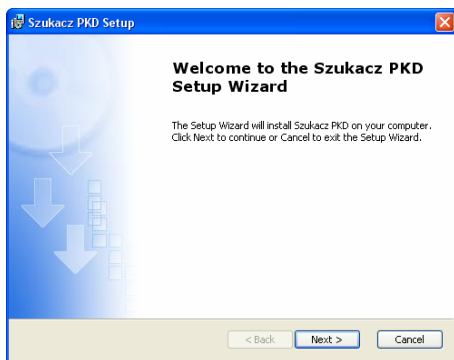 Szukacz PKD Setup
Welcome to the Szukacz PKD
Setup Wizard
The Setup Wizard will install Szukacz PKD on your computer.
Click Next to continue or Cancel to exit the Setup Wizard.
< Back Next > Cancel